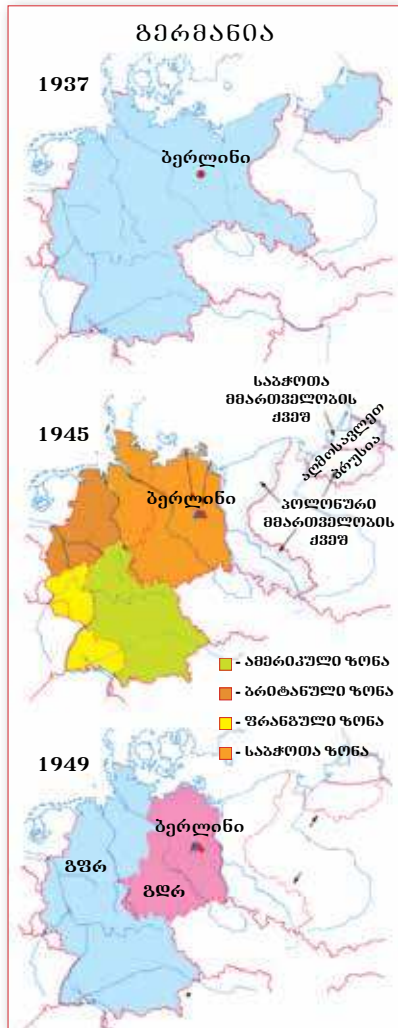 გერმანია
1937
ბერლინი
საბჭოთა
მმართველობის
ქვეშ
1945
აღმოსავლეთ
პრუსია
ბერლინი
პოლონური
მმართველობის
ქვეშ
- ამერიკული ზონა
- ბრიტანული ზონა
- ფრანგული ზონა
- საბჭოთა ზონა
1949
ბერლინი
გფრ
გდრ